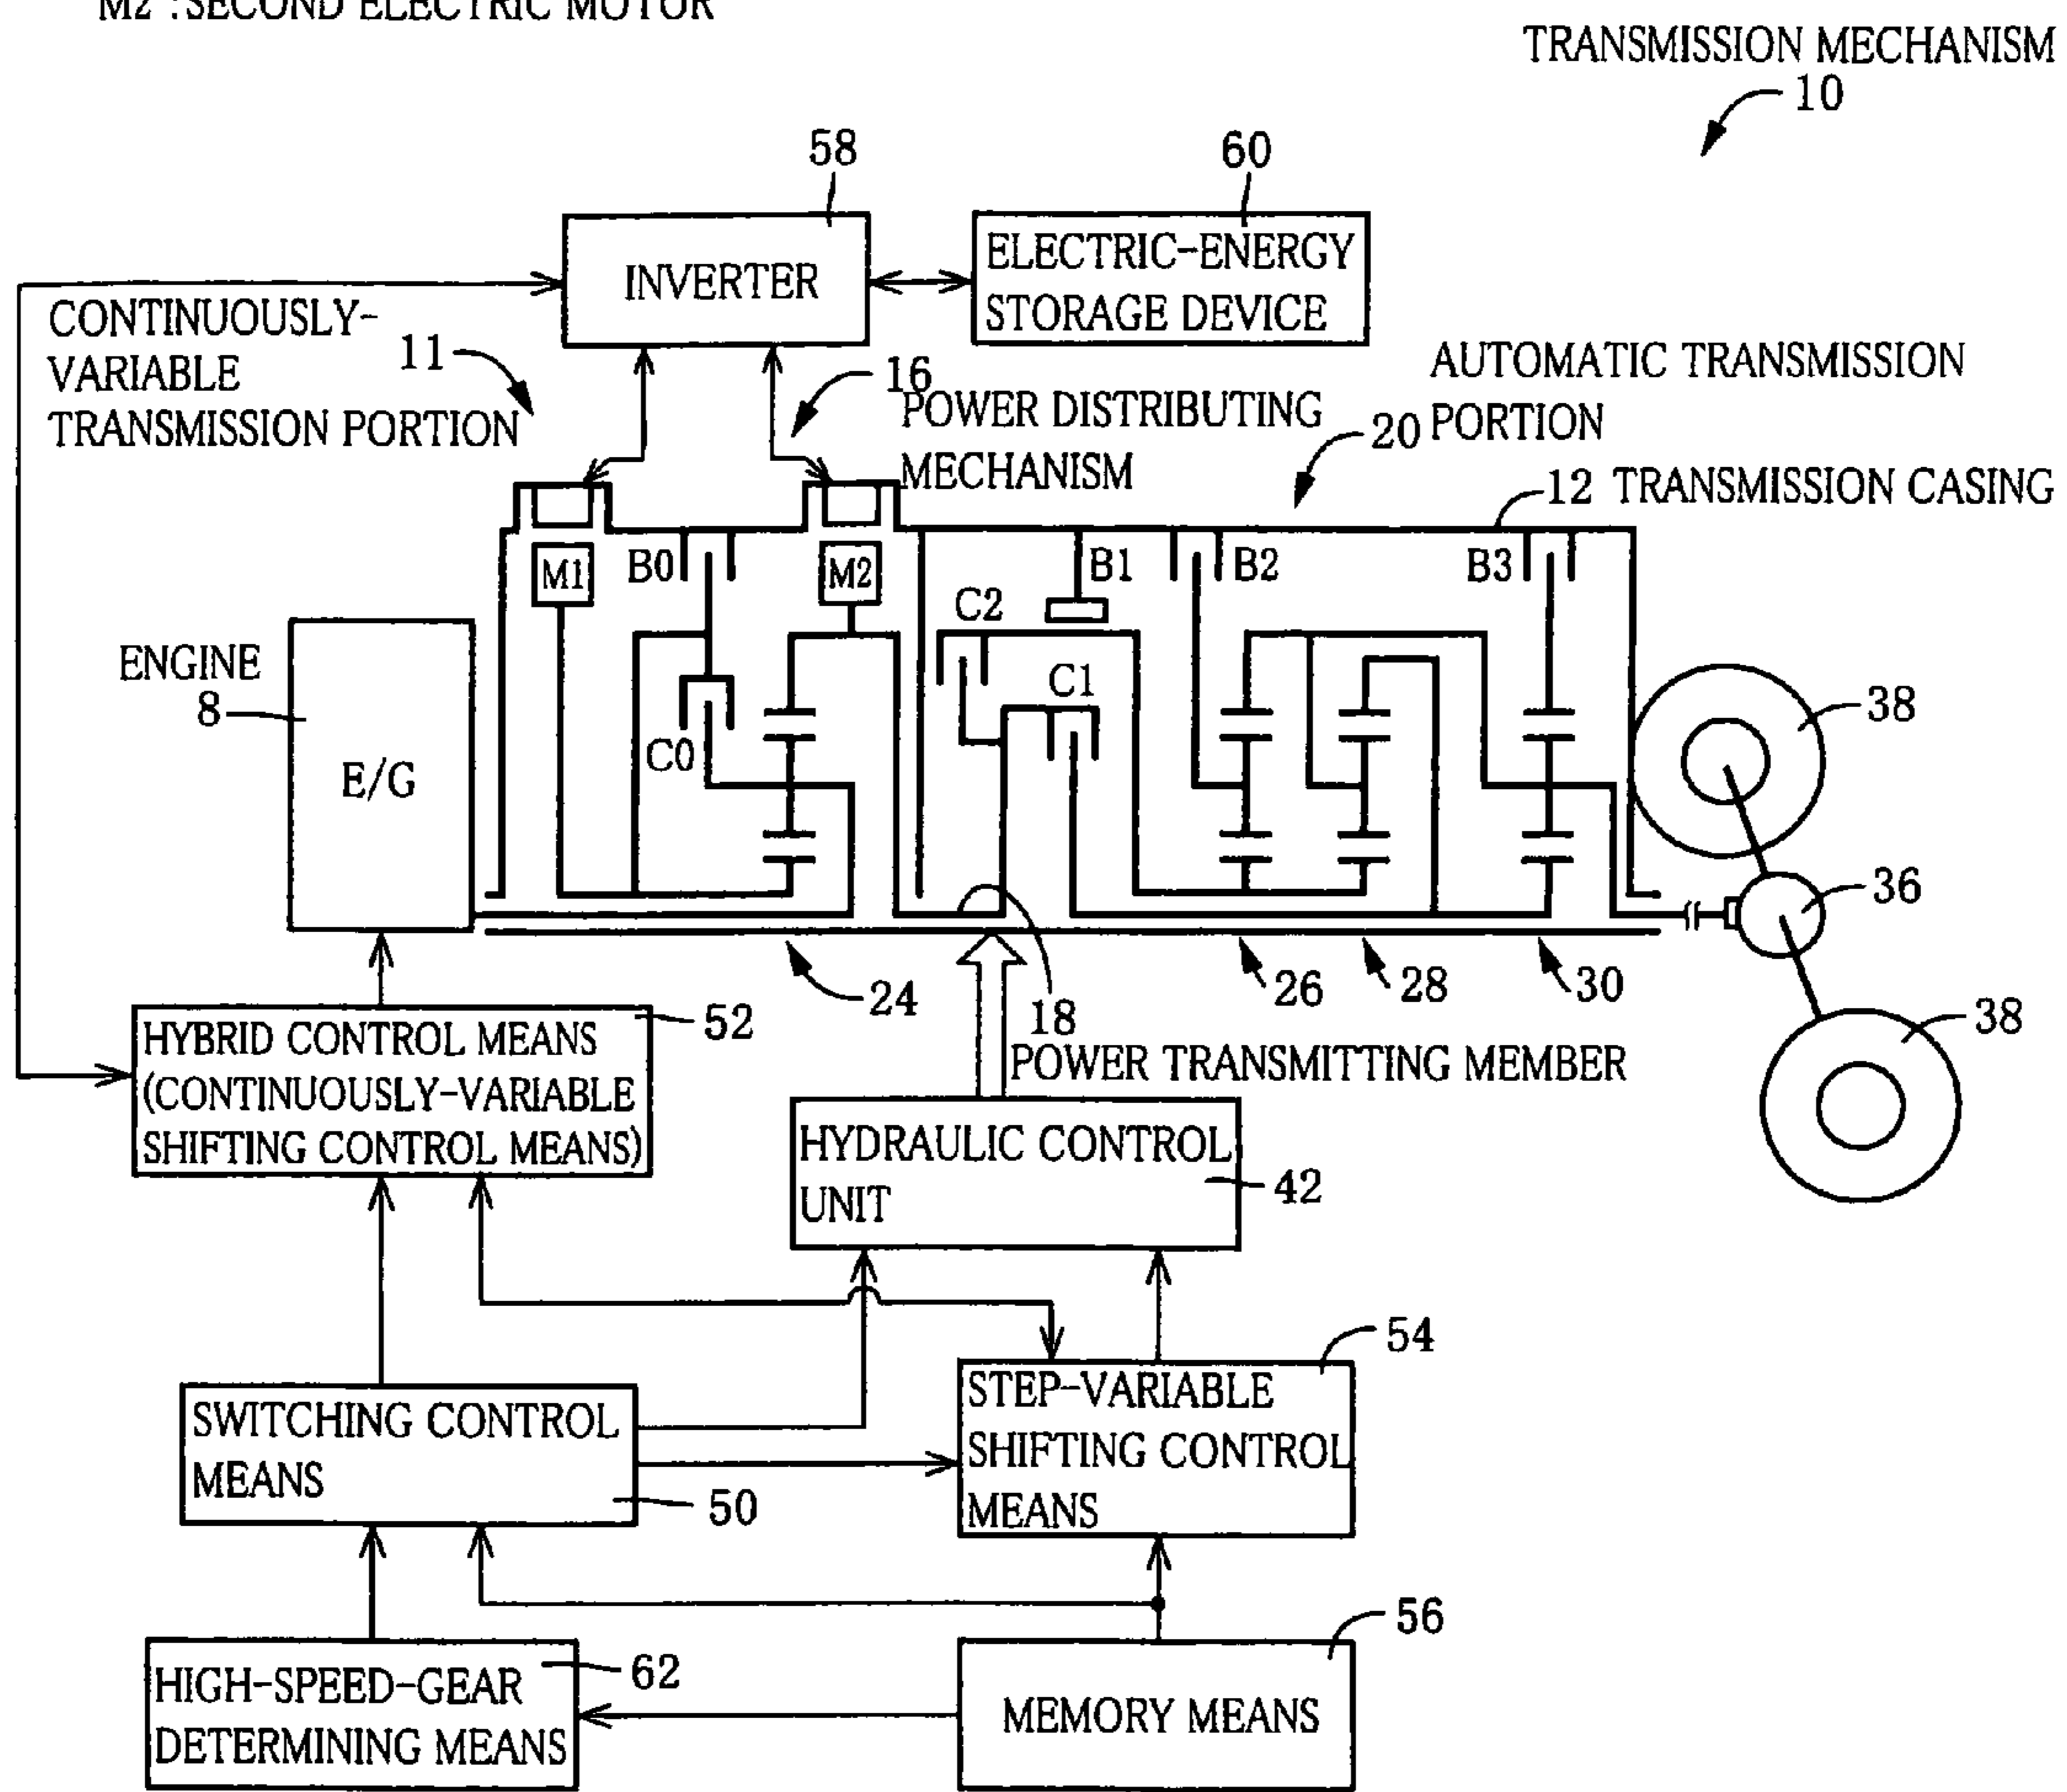 M2 : SECOND ELECTRIC MOTOR
TRANSMISSION MECHANISM
10
58
60
INVERTER
ELECTRIC-ENERGY
STORAGE DEVICE
CONTINUOUSLY-
VARIABLE
TRANSMISSION PORTION
11
16
POWER DISTRIBUTING
MECHANISM
AUTOMATIC TRANSMISSION
PORTION
20
12 TRANSMISSION CASING
M1
B0
M2
B1
B2
B3
C2
C1
C0
ENGINE
8
E/G
38
36
38
24
18
26
28
30
POWER TRANSMITTING MEMBER
52
HYBRID CONTROL MEANS
(CONTINUOUSLY-VARIABLE
SHIFTING CONTROL MEANS)
HYDRAULIC CONTROL
UNIT
42
54
STEP-VARIABLE
SHIFTING CONTROL
MEANS
SWITCHING CONTROL
MEANS
50
56
62
HIGH-SPEED-GEAR
DETERMINING MEANS
MEMORY MEANS